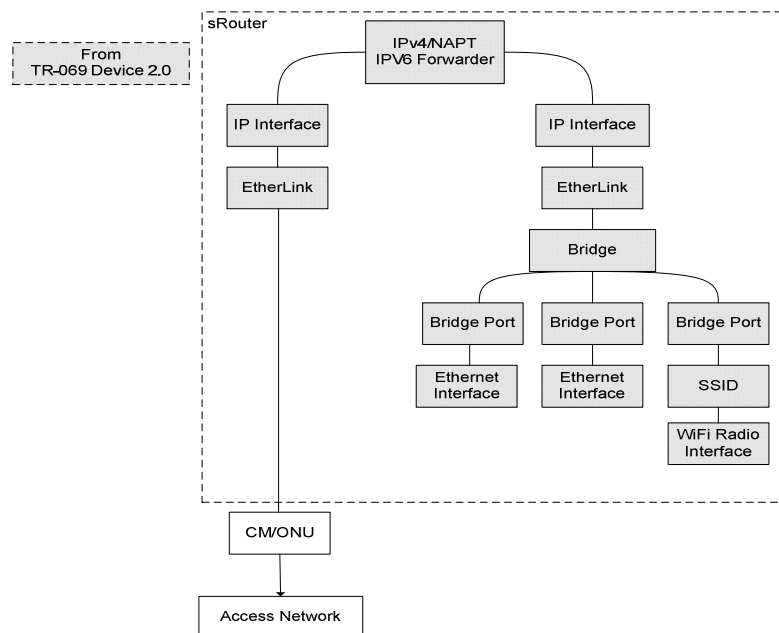 sRouter
From
TR-069 Device 2.0
IPv4/NAPT
IPV6 Forwarder
IP Interface
IP Interface
EtherLink
EtherLink
Bridge
Bridge Port
Bridge Port
Bridge Port
Ethernet
Interface
Ethernet
Interface
SSID
WiFi Radio
Interface
CM/ONU
Access Network